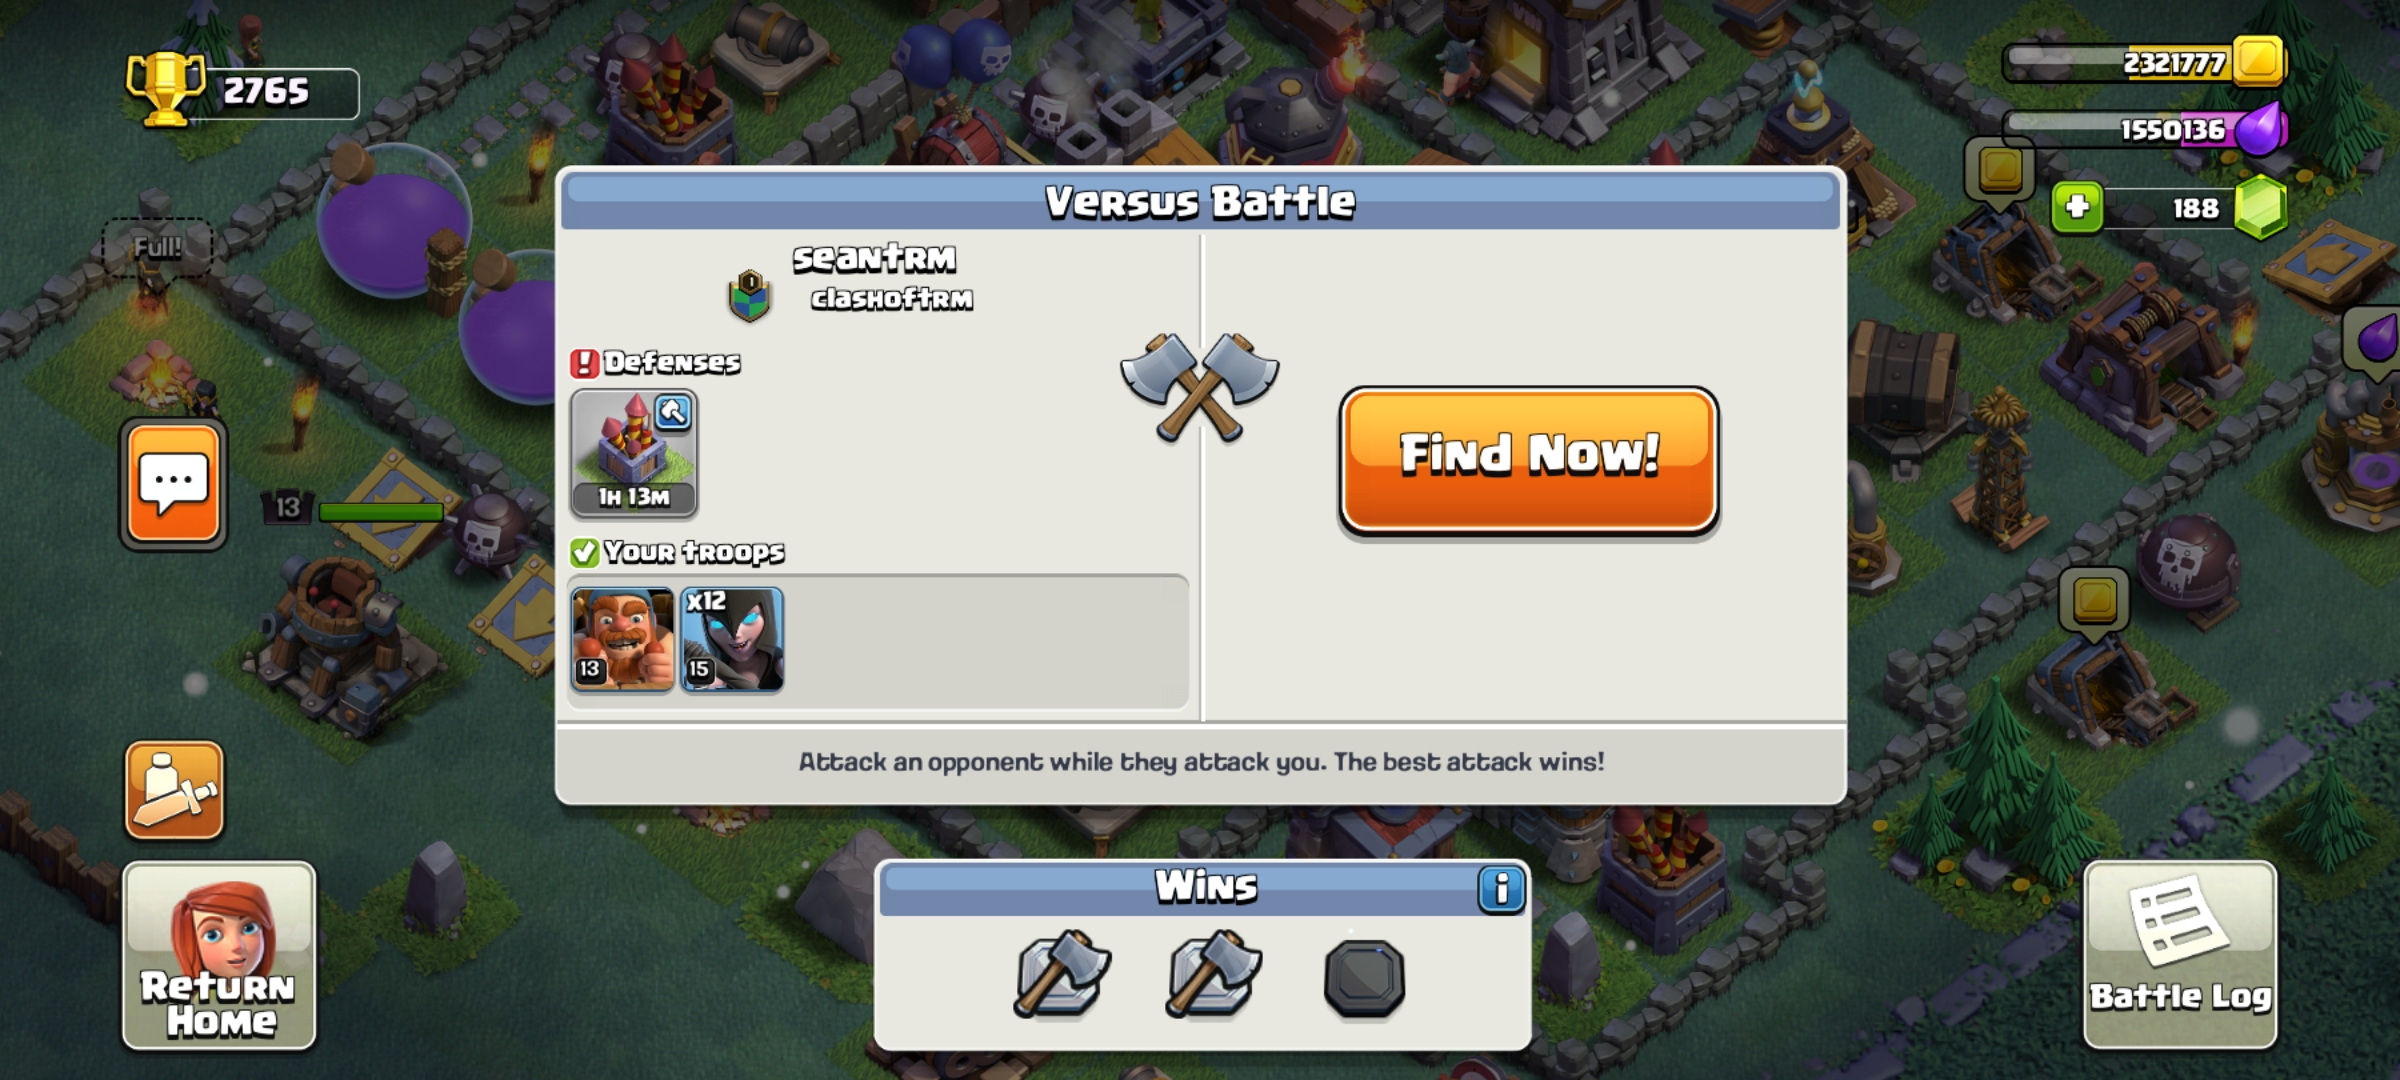 2765
2321777
1550136
188
Full!
Versus Battle
seantrm
clashoftrm
1
! Defenses
1H 13M
Your troops
13
x12
15
13
Find Now!
Attack an opponent while they attack you. The best attack wins!
Wins
i
Return
Home
Battle Log